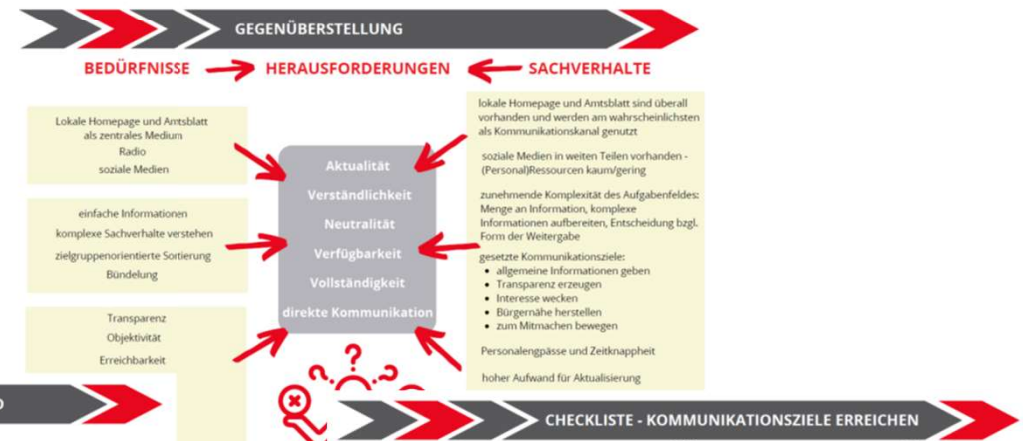 GEGENÜBERSTELLUNG
BEDÜRFNISSE
HERAUSFORDERUNGEN
SACHVERHALTE
Lokale Homepage und Amtsblatt
als zentrales Medium
Radio
soziale Medien
einfache Informationen
komplexe Sachverhalte verstehen
zielgruppenorientierte Sortierung
Bündelung
Transparenz
Objektivität
Erreichbarkeit
Aktualität
Verständlichkeit
Neutralität
Verfügbarkeit
Vollständigkeit
direkte Kommunikation
lokale Homepage und Amtsblatt sind überall
vorhanden und werden am wahrscheinlichsten
als Kommunikationskanal genutzt
soziale Medien in weiten Teilen vorhanden -
(Personal)Ressourcen kaum/gering
zunehmende Komplexität des Aufgabenfeldes:
Menge an Information, komplexe
Informationen aufbereiten, Entscheidung bzgl.
Form der Weitergabe
gesetzte Kommunikationsziele:
• allgemeine Informationen geben
• Transparenz erzeugen
• Interesse wecken
• Bürgernähe herstellen
• zum Mitmachen bewegen
Personalengpässe und Zeitknappheit
hoher Aufwand für Aktualisierung
? ? ?
CHECKLISTE - KOMMUNIKATIONSZIELE ERREICHEN